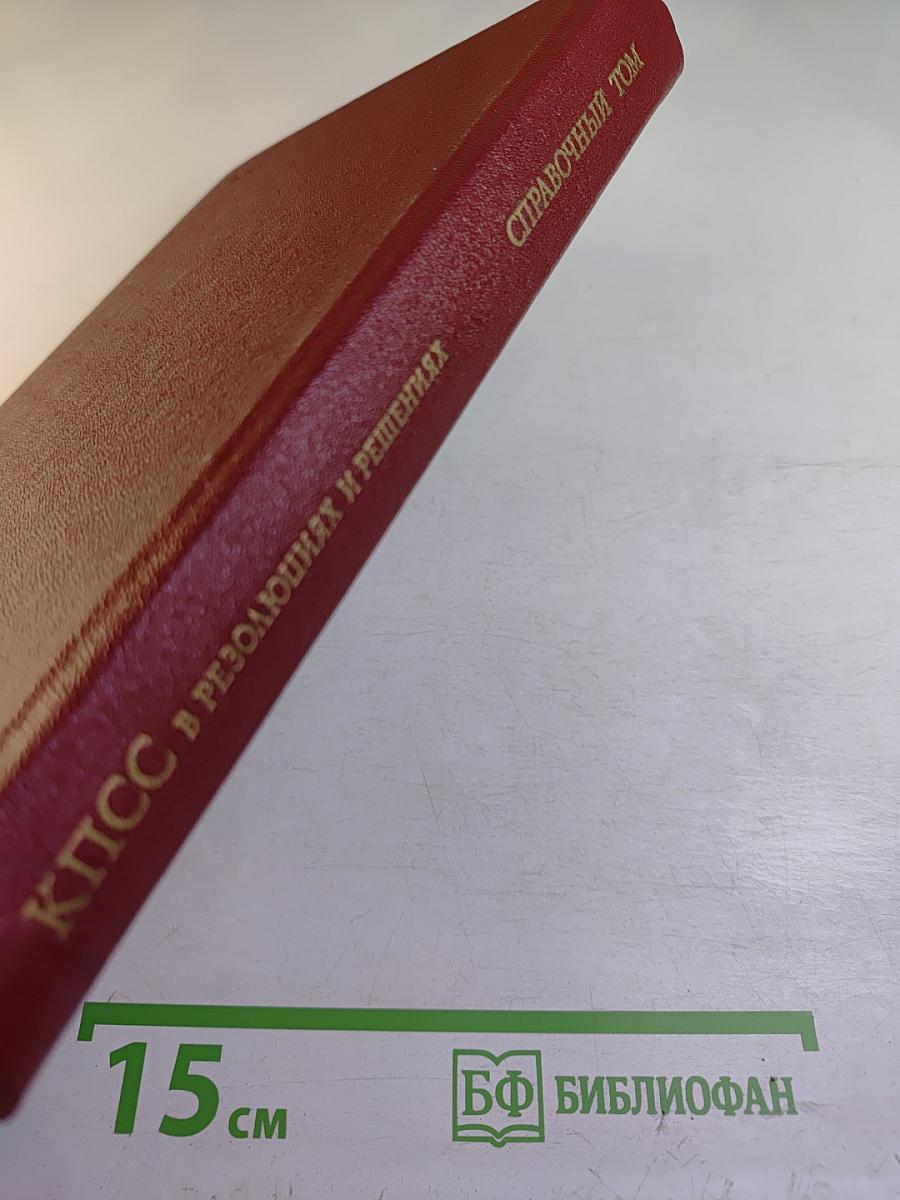 КПСС В РЕЗОЛЮЦИЯХ И РЕШЕНИЯХ
СПРАВОЧНЫЙ ТОМ
15 см
БФ БИБЛИОФАН